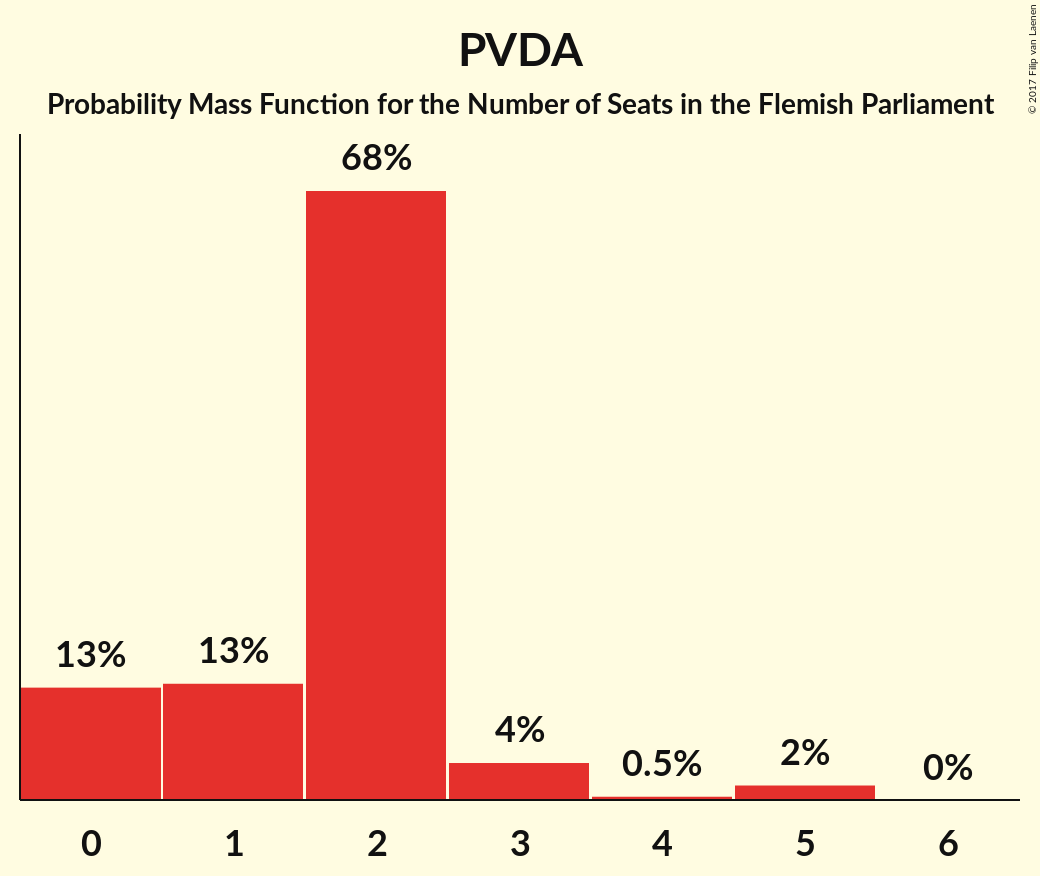 PVDA
Probability Mass Function for the Number of Seats in the Flemish Parliament
© 2017 Filip van Laenen
68%
13%
13%
4%
0.5%
2%
0%
0 1 2 3 4 5 6